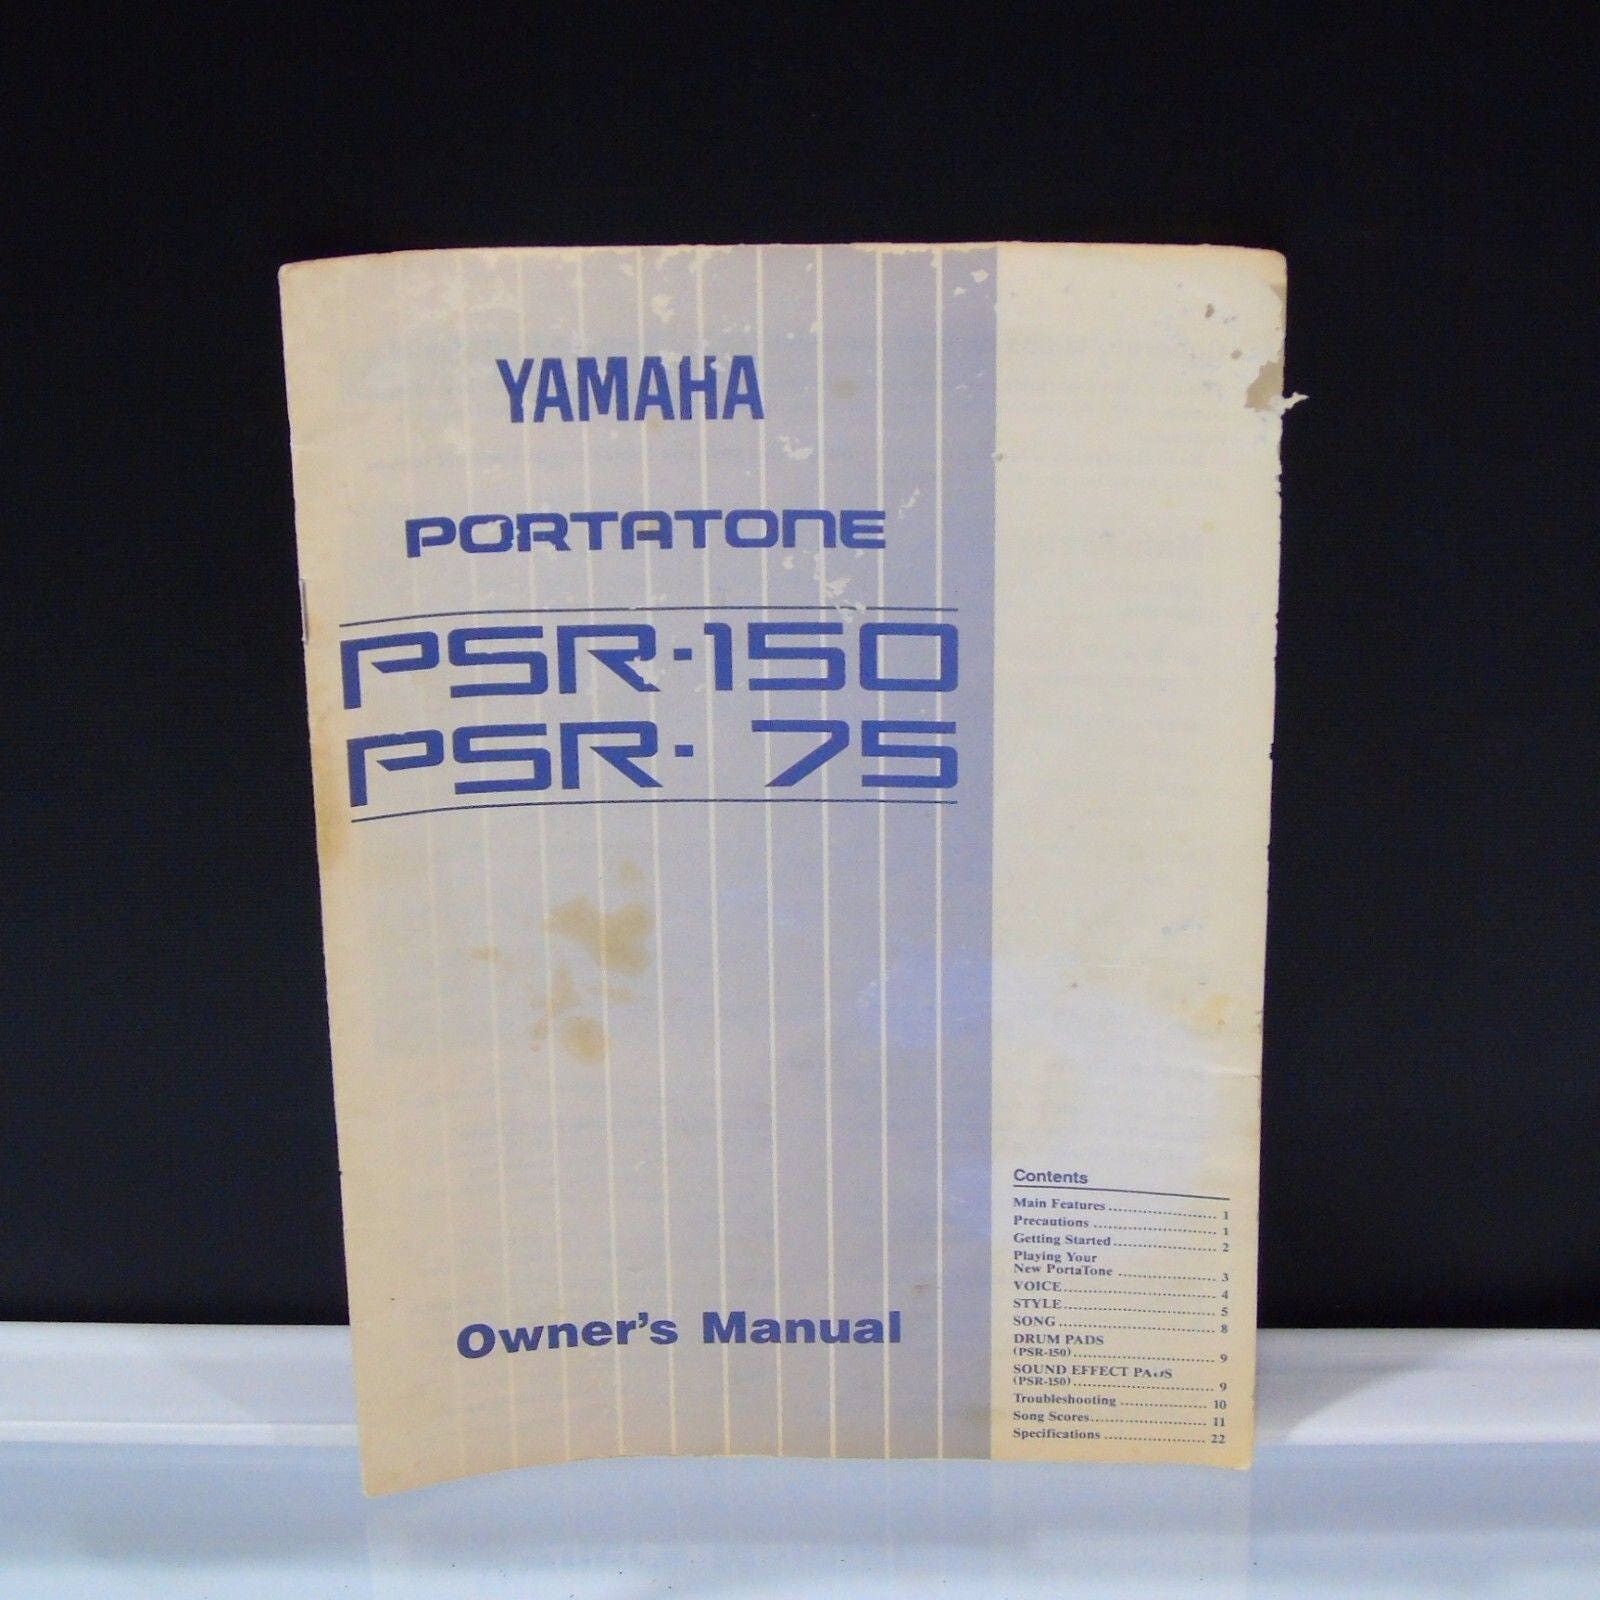 YAMAHA
PORTATONE
PSR-150
PSR- 75
Owner's Manual
Contents
Main Features ........................ 1
Precautions ........................ 1
Getting Started ........................ 2
Playing Your
New PortaTone ........................ 3
VOICE ........................ 4
STYLE ........................ 5
SONG ........................ 8
DRUM PADS
(PSR-150) ........................ 9
SOUND EFFECT PADS
(PSR-150) ........................ 9
Troubleshooting ........................ 10
Song Scores ........................ 11
Specifications ........................ 22